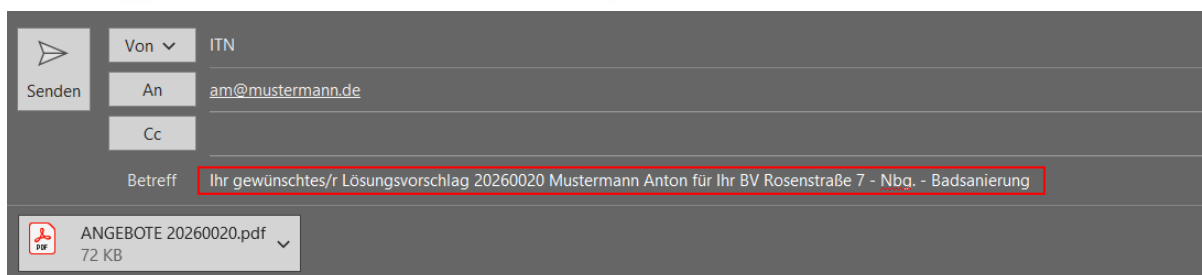 Von ITN
Senden An am@mustermann.de
Cc
Betreff Ihr gewünschtes/r Lösungsvorschlag 20260020 Mustermann Anton für Ihr BV Rosenstraße 7 - Nbg. - Badsanierung
PDF ANGEBOTE 20260020.pdf
72 KB